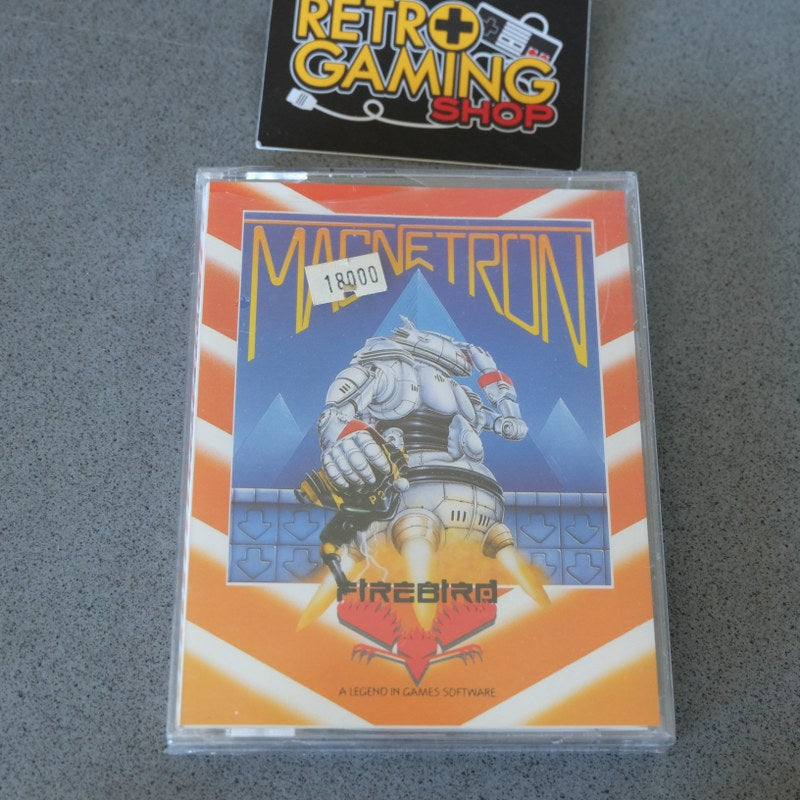 RETRO
GAMING
SHOP
MAGNETRON
18000
FIREBIRD
A LEGEND IN GAMES SOFTWARE